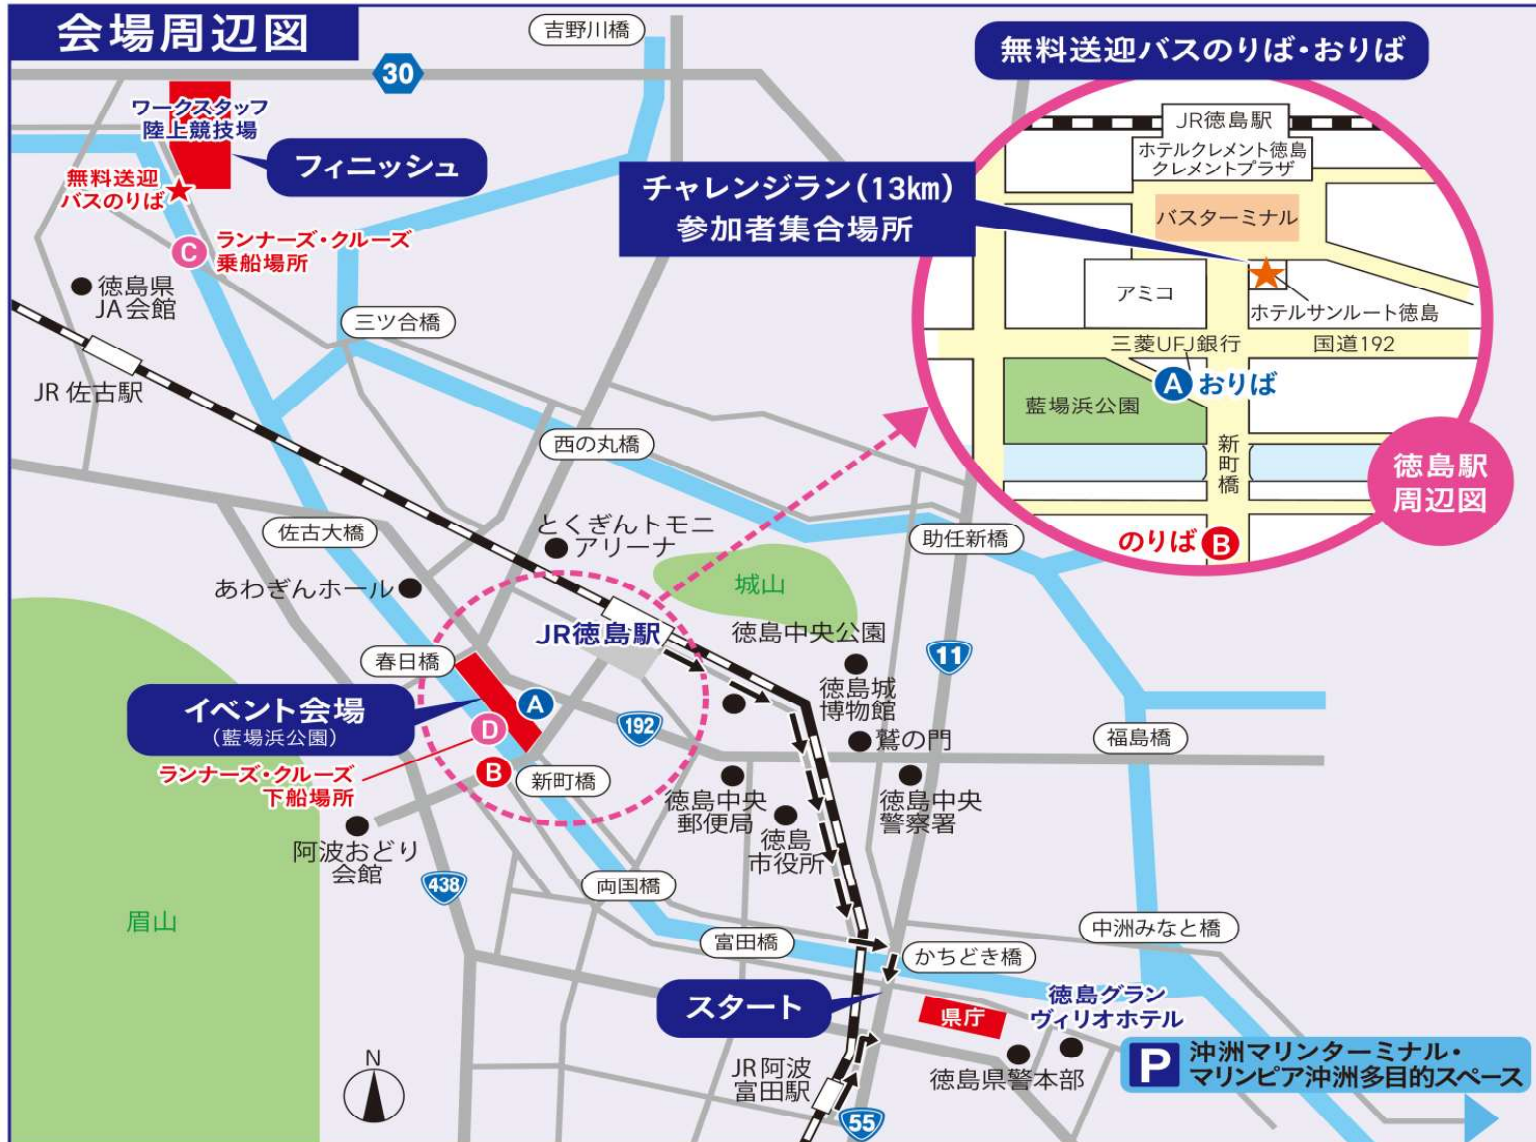 会場周辺図
吉野川橋
30
ワークスタッフ
陸上競技場
フィニッシュ
無料送迎
バスのりば
C
ランナーズ・クルーズ
乗船場所
徳島県
JA会館
三ツ合橋
JR 佐古駅
西の丸橋
佐古大橋
とくぎんトモニ
アリーナ
あわぎんホール
城山
助任新橋
JR徳島駅
徳島中央公園
春日橋
11
徳島城
博物館
イベント会場
(藍場浜公園)
A
D
192
鷲の門
福島橋
ランナーズ・クルーズ
下船場所
B
新町橋
徳島中央
郵便局
徳島
市役所
徳島中央
警察署
阿波おどり
会館
438
両国橋
眉山
富田橋
中洲みなと橋
かちどき橋
スタート
県庁
徳島グラン
ヴィリオホテル
N
JR阿波
富田駅
徳島県警本部
55
P
沖洲マリンターミナル・
マリンピア沖洲多目的スペース
無料送迎バスのりば・おりば
JR徳島駅
ホテルクレメント徳島
クレメントプラザ
チャレンジラン(13km)
参加者集合場所
バスターミナル
アミコ
ホテルサンルート徳島
三菱UFJ銀行
国道192
A おりば
藍場浜公園
新町橋
徳島駅
周辺図
のりば B